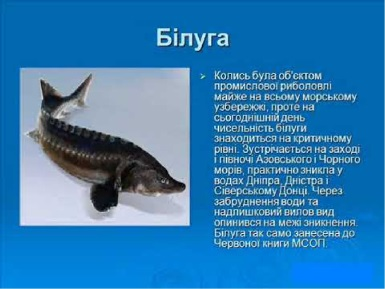 Білуга
Колись була об'єктом
промислової риболовлі
майже на всьому морському
узбережжі, проте на
сьогоднішній день
чисельність білуги
знаходиться на критичному
рівні. Зустрічається на заході
і півночі Азовського і Чорного
морів, практично зникла у
водах Дніпра, Дністра і
Сіверському Донці. Через
забруднення води та
надлишковий вилов вид
опинився на межі зникнення.
Білуга так само занесена до
Червоної книги МСОП.